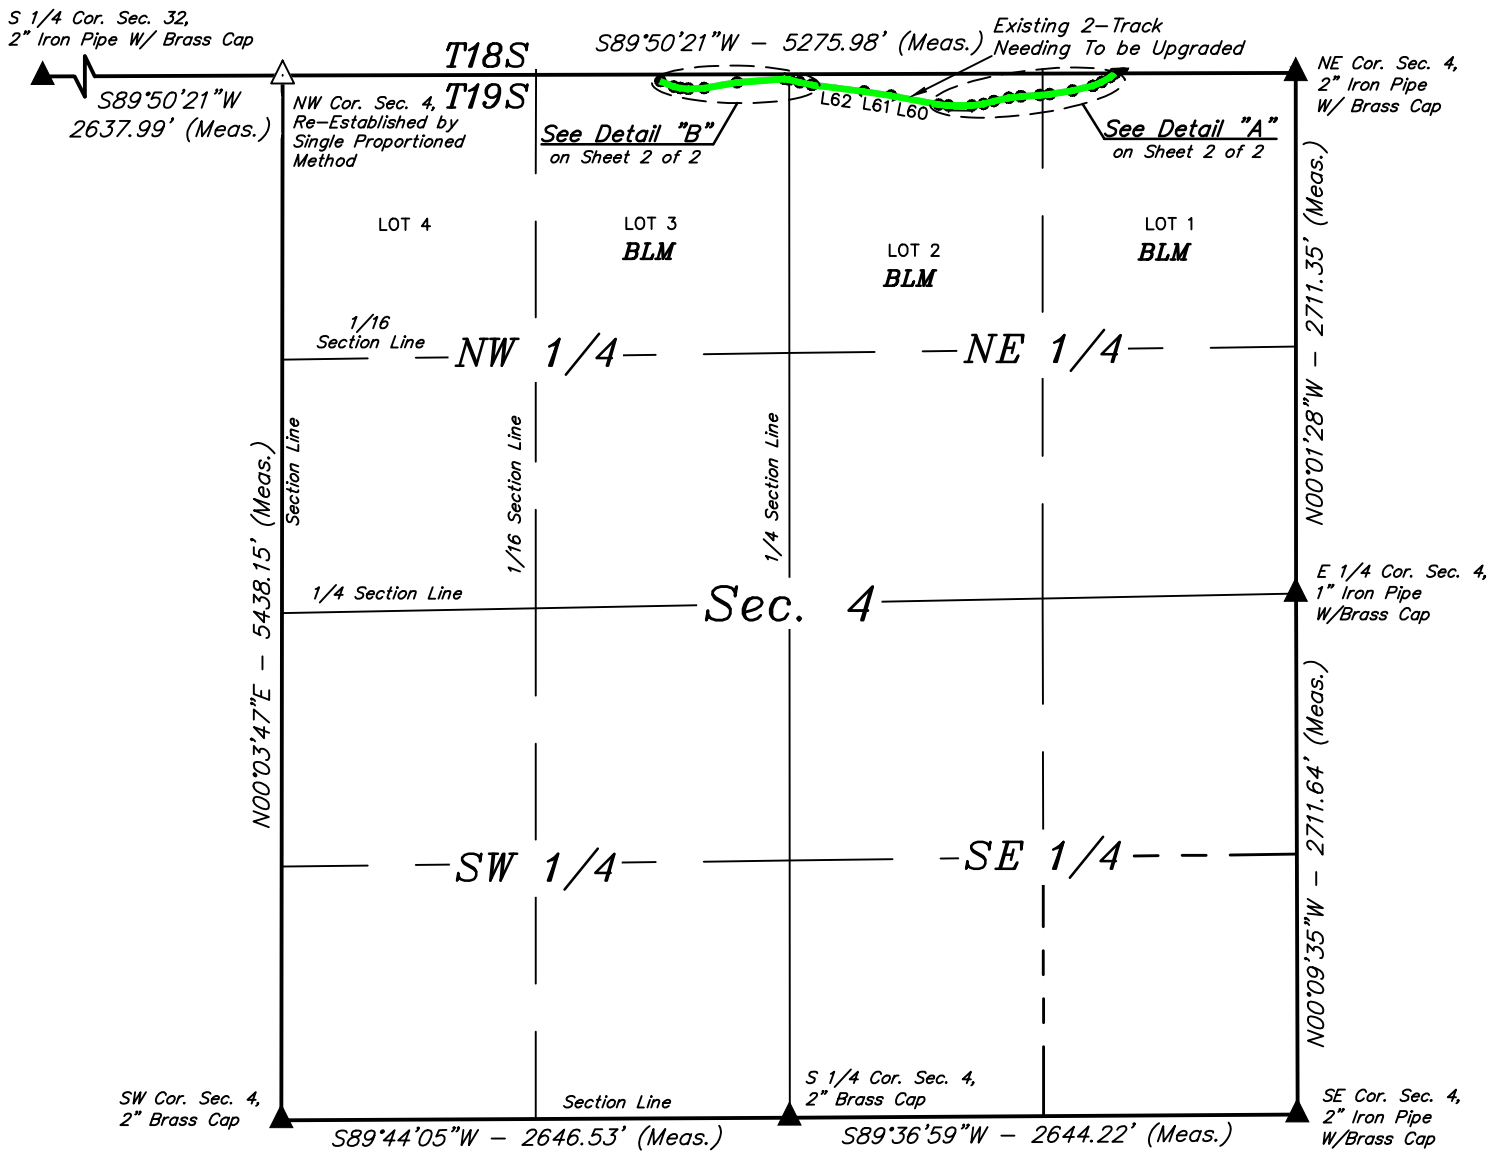 S 1/4 Cor. Sec. 32,
2" Iron Pipe W/ Brass Cap
S89°50'21"W
2637.99' (Meas.)
NW Cor. Sec. 4,
Re-Established by
Single Proportioned
Method
T18S
T19S
S89°50'21"W - 5275.98' (Meas.)
Existing 2-Track
Needing To be Upgraded
NE Cor. Sec. 4,
2" Iron Pipe
W/ Brass Cap
L62
L61
L60
See Detail "B"
on Sheet 2 of 2
See Detail "A"
on Sheet 2 of 2
LOT 4
LOT 3
BLM
LOT 2
BLM
LOT 1
BLM
N00°01'28"W - 2711.35' (Meas.)
1/16
Section Line
NW 1/4
NE 1/4
Section Line
1/16 Section Line
1/4 Section Line
N00°03'47"E - 5438.15' (Meas.)
1/4 Section Line
Sec. 4
E 1/4 Cor. Sec. 4,
1" Iron Pipe
W/Brass Cap
N00°09'35"W - 2711.64' (Meas.)
SW 1/4
SE 1/4
SW Cor. Sec. 4,
2" Brass Cap
Section Line
S 1/4 Cor. Sec. 4,
2" Brass Cap
SE Cor. Sec. 4,
2" Iron Pipe
W/Brass Cap
S89°44'05"W - 2646.53' (Meas.)
S89°36'59"W - 2644.22' (Meas.)